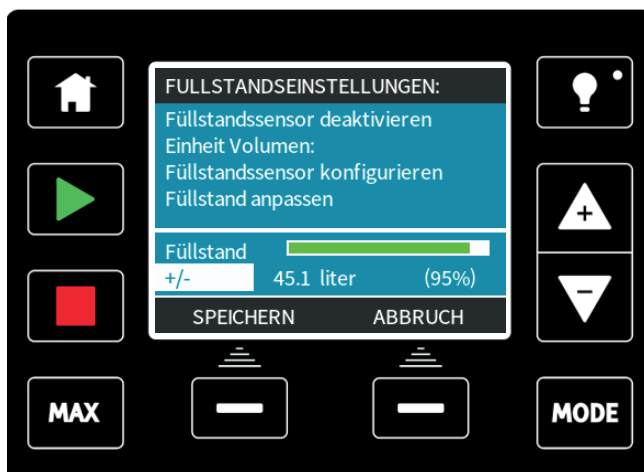 FULLSTANDSEINSTELLUNGEN:
Füllstandssensor deaktivieren
Einheit Volumen:
Füllstandssensor konfigurieren
Füllstand anpassen
Füllstand
+/- 45.1 liter (95%)
SPEICHERN ABBRUCH
+
-
MAX
MODE